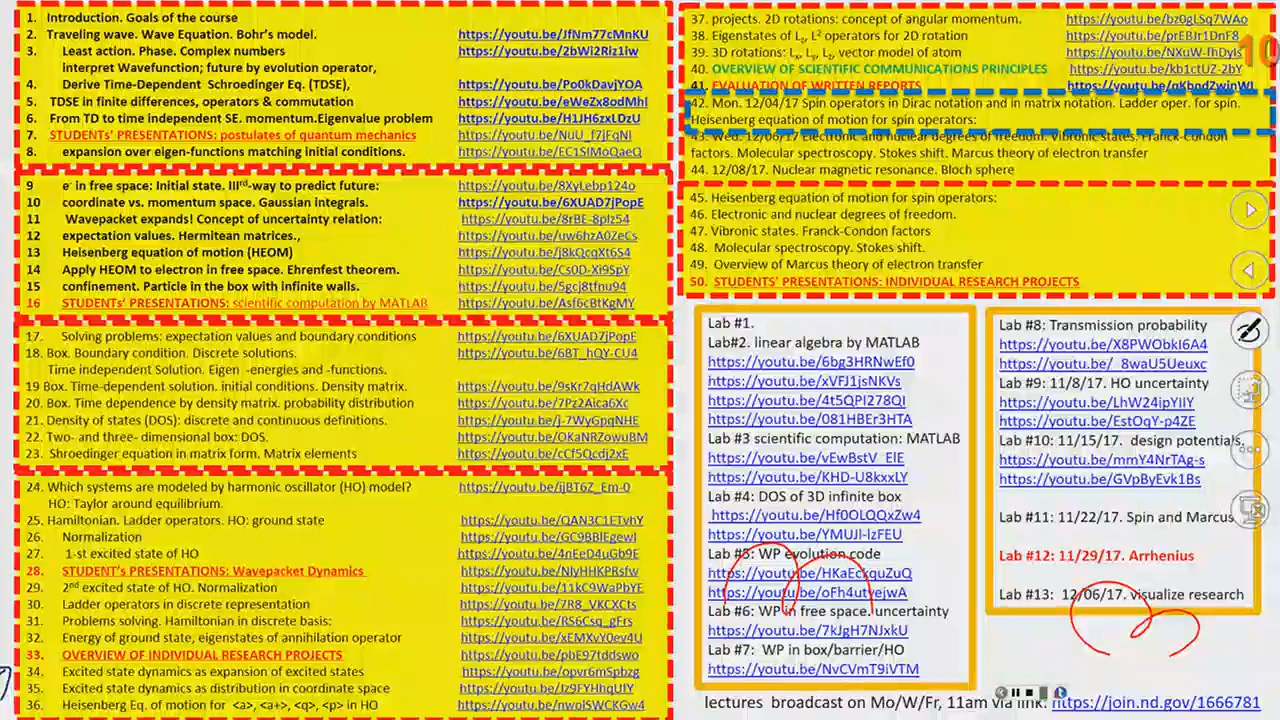 1. Introduction. Goals of the course
2. Traveling wave. Wave Equation. Bohr's model. https://youtu.be/JfNm77cMnKU
3. Least action. Phase. Complex numbers https://youtu.be/2bWi2Riz1iw
interpret Wavefunction; future by evolution operator,
4. Derive Time-Dependent Schroedinger Eq. (TDSE), https://youtu.be/Po0kDavjYOA
5. TDSE in finite differences, operators & commutation https://youtu.be/eWeZx8odMhI
6. From TD to time independent SE. momentum.Eigenvalue problem https://youtu.be/H1JH6zxLDzU
7. STUDENTS' PRESENTATIONS: postulates of quantum mechanics https://youtu.be/NuU_f7jFqNI
8. expansion over eigen-functions matching initial conditions. https://youtu.be/EC1SIMoQaeQ
9 e⁻ in free space: Initial state. IIIʳᵈ-way to predict future: https://youtu.be/8XyLebp124o
10 coordinate vs. momentum space. Gaussian integrals. https://youtu.be/6XUAD7jPopE
11 Wavepacket expands! Concept of uncertainty relation: https://youtu.be/8rBE-8plz54
12 expectation values. Hermitean matrices., https://youtu.be/uw6hzA0ZeCs
13 Heisenberg equation of motion (HEOM) https://youtu.be/j8kQcqXt6S4
14 Apply HEOM to electron in free space. Ehrenfest theorem. https://youtu.be/Cs0D-Xi9SpY
15 confinement. Particle in the box with infinite walls. https://youtu.be/5gcj8tfnu94
16 STUDENTS' PRESENTATIONS: scientific computation by MATLAB https://youtu.be/Asf6cBtKgMY
17. Solving problems: expectation values and boundary conditions https://youtu.be/6XUAD7jPopE
18. Box. Boundary condition. Discrete solutions. https://youtu.be/6BT_hQY-CU4
Time independent Solution. Eigen -energies and -functions.
19 Box. Time-dependent solution. initial conditions. Density matrix. https://youtu.be/9sKr7qHdAWk
20. Box. Time dependence by density matrix. probability distribution https://youtu.be/7Pz2Aica6Xc
21. Density of states (DOS): discrete and continuous definitions. https://youtu.be/j-7WyGpqNHE
22. Two- and three- dimensional box: DOS. https://youtu.be/OKaNRZowuBM
23. Shroedinger equation in matrix form. Matrix elements https://youtu.be/cCf5Qcdj2xE
24. Which systems are modeled by harmonic oscillator (HO) model? https://youtu.be/ijBT6Z_Em-0
HO: Taylor around equilibrium.
25. Hamiltonian. Ladder operators. HO: ground state https://youtu.be/QAN3C1ETvhY
26. Normalization https://youtu.be/GC9BBlEgewI
27. 1-st excited state of HO https://youtu.be/4nEeD4uGb9E
28. STUDENT'S PRESENTATIONS: Wavepacket Dynamics https://youtu.be/NJyHHKPRsfw
29. 2ⁿᵈ excited state of HO. Normalization https://youtu.be/11kC9WaPbYE
30. Ladder operators in discrete representation https://youtu.be/7R8_VKCXCts
31. Problems solving. Hamiltonian in discrete basis: https://youtu.be/RS6Csq_gFrs
32. Energy of ground state, eigenstates of annihilation operator https://youtu.be/xEMXvY0ev4U
33. OVERVIEW OF INDIVIDUAL RESEARCH PROJECTS https://youtu.be/pbE97tddswo
34. Excited state dynamics as expansion of excited states https://youtu.be/opvr6mSpbzg
35. Excited state dynamics as distribution in coordinate space https://youtu.be/Jz9FYHhqUfY
36. Heisenberg Eq. of motion for <a>, <a+>, <q>, <p> in HO https://youtu.be/nwolSWCKGw4
37. projects. 2D rotations: concept of angular momentum. https://youtu.be/bz0gLSq7WAo
38. Eigenstates of L_z, L² operators for 2D rotation https://youtu.be/ptEBJr1DnF8
39. 3D rotations: L_x, L_y, L_z, vector model of atom https://youtu.be/NXuW-fhDyIs
10
40. OVERVIEW OF SCIENTIFIC COMMUNICATIONS PRINCIPLES https://youtu.be/kb1ctUZ-2bY
41. EVALUATION OF WRITTEN REPORTS
42. Mon. 12/04/17 Spin operators in Dirac notation and in matrix notation. Ladder oper. for spin.
Heisenberg equation of motion for spin operators:
43. Wed. 12/06/17 Electronic and nuclear degrees of freedom. Vibronic states. Franck-Condon
factors. Molecular spectroscopy. Stokes shift. Marcus theory of electron transfer
44. 12/08/17. Nuclear magnetic resonance. Bloch sphere
45. Heisenberg equation of motion for spin operators:
46. Electronic and nuclear degrees of freedom.
47. Vibronic states. Franck-Condon factors
48. Molecular spectroscopy. Stokes shift.
49. Overview of Marcus theory of electron transfer
50. STUDENTS' PRESENTATIONS: INDIVIDUAL RESEARCH PROJECTS
Lab #1.
Lab#2. linear algebra by MATLAB
https://youtu.be/6bg3HRNwEf0
https://youtu.be/xVFJ1jsNKVs
https://youtu.be/4t5QPI278QI
https://youtu.be/081HBEr3HTA
Lab #3 scientific computation: MATLAB
https://youtu.be/vEwBstV_ElE
https://youtu.be/KHD-U8kxxLY
Lab #4: DOS of 3D infinite box
https://youtu.be/Hf0OLQQxZw4
https://youtu.be/YMUJI-lzFEU
Lab #5: WP evolution code
https://youtu.be/HKaEckquZuQ
https://youtu.be/oFh4utvejwA
Lab #6: WP in free space. uncertainty
https://youtu.be/7kJgH7NJxkU
Lab #7: WP in box/barrier/HO
https://youtu.be/NvCVmT9iVTM
Lab #8: Transmission probability
https://youtu.be/X8PWObkI6A4
https://youtu.be/_8waU5Ueuxc
Lab #9: 11/8/17. HO uncertainty
https://youtu.be/LhW24ipYIIY
https://youtu.be/EstOqY-p4ZE
Lab #10: 11/15/17. design potentials.
https://youtu.be/mmY4NrTAg-s
https://youtu.be/GVpByEvk1Bs
Lab #11: 11/22/17. Spin and Marcus
Lab #12: 11/29/17. Arrhenius
Lab #13: 12/06/17. visualize research
lectures broadcast on Mo/W/Fr, 11am via link: https://join.nd.gov/1666781